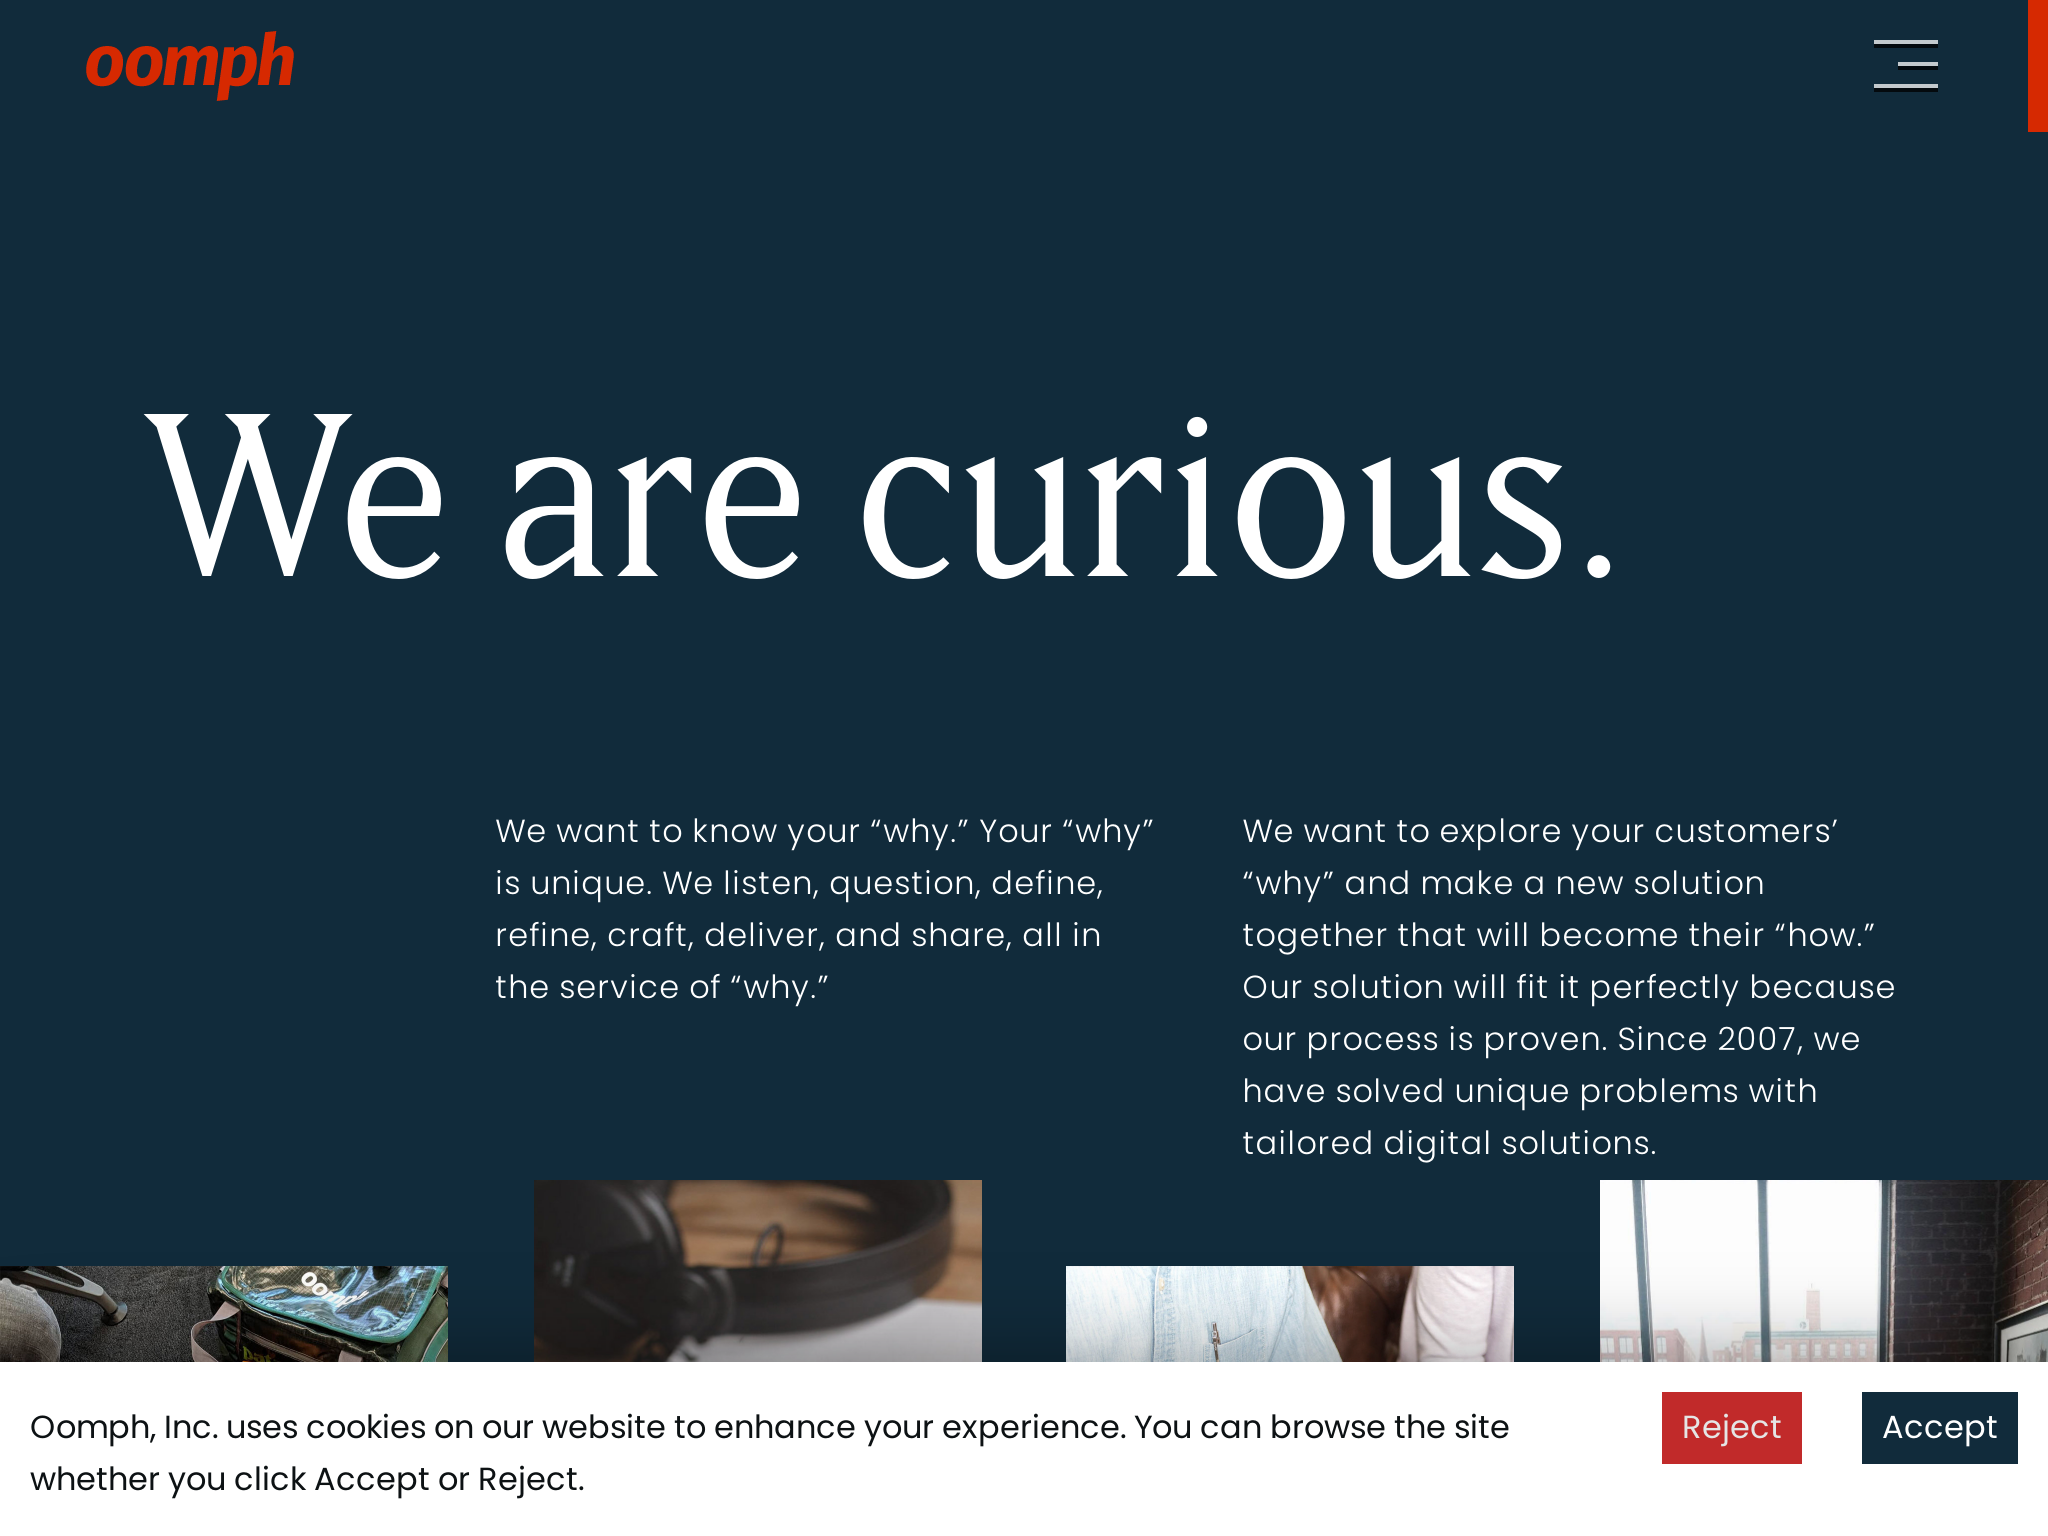 oomph
We are curious.
We want to know your “why.” Your “why”
is unique. We listen, question, define,
refine, craft, deliver, and share, all in
the service of “why.”
We want to explore your customers’
“why” and make a new solution
together that will become their “how.”
Our solution will fit it perfectly because
our process is proven. Since 2007, we
have solved unique problems with
tailored digital solutions.
oomph
Oomph, Inc. uses cookies on our website to enhance your experience. You can browse the site
whether you click Accept or Reject.
Reject
Accept